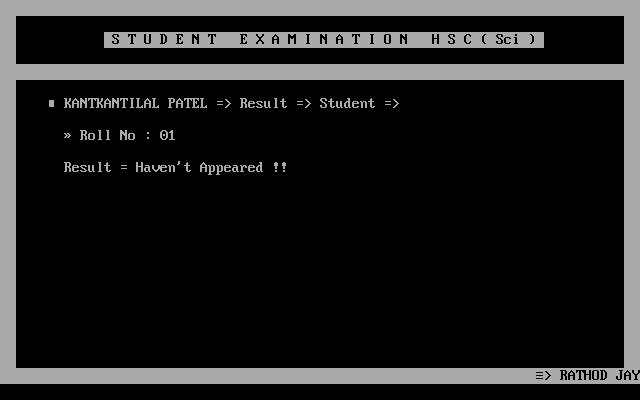 S T U D E N T   E X A M I N A T I O N   H S C ( Sci )
■ KANTKANTILAL PATEL => Result => Student =>
» Roll No : 01
Result = Haven't Appeared !!
≡> RATHOD JAY